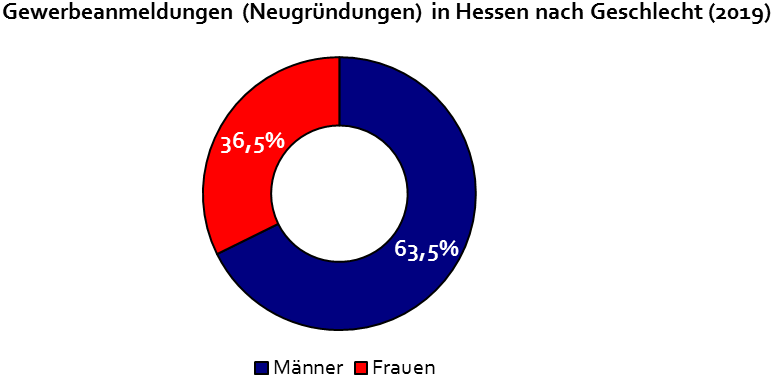 Gewerbeanmeldungen (Neugründungen) in Hessen nach Geschlecht (2019)
36,5%
63,5%
Männer Frauen